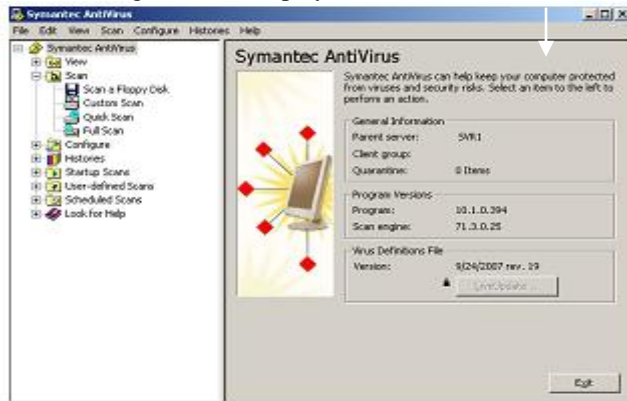 Symantec AntiVirus
File Edit View Scan Configure Histories Help
Symantec AntiVirus
View
Scan
Scan a Floppy Disk
Custom Scan
Quick Scan
Full Scan
Configure
Histories
Startup Scans
User-defined Scans
Scheduled Scans
Look for Help
Symantec AntiVirus
Symantec AntiVirus can help keep your computer protected
from viruses and security risks. Select an item to the left to
perform an action.
General Information
Parent server: SVR1
Client group:
Quarantine: 0 Items
Program Versions
Program: 10.1.0.394
Scan engine: 71.3.0.25
Virus Definitions File
Version: 9/24/2007 rev. 19
LiveUpdate...
Exit